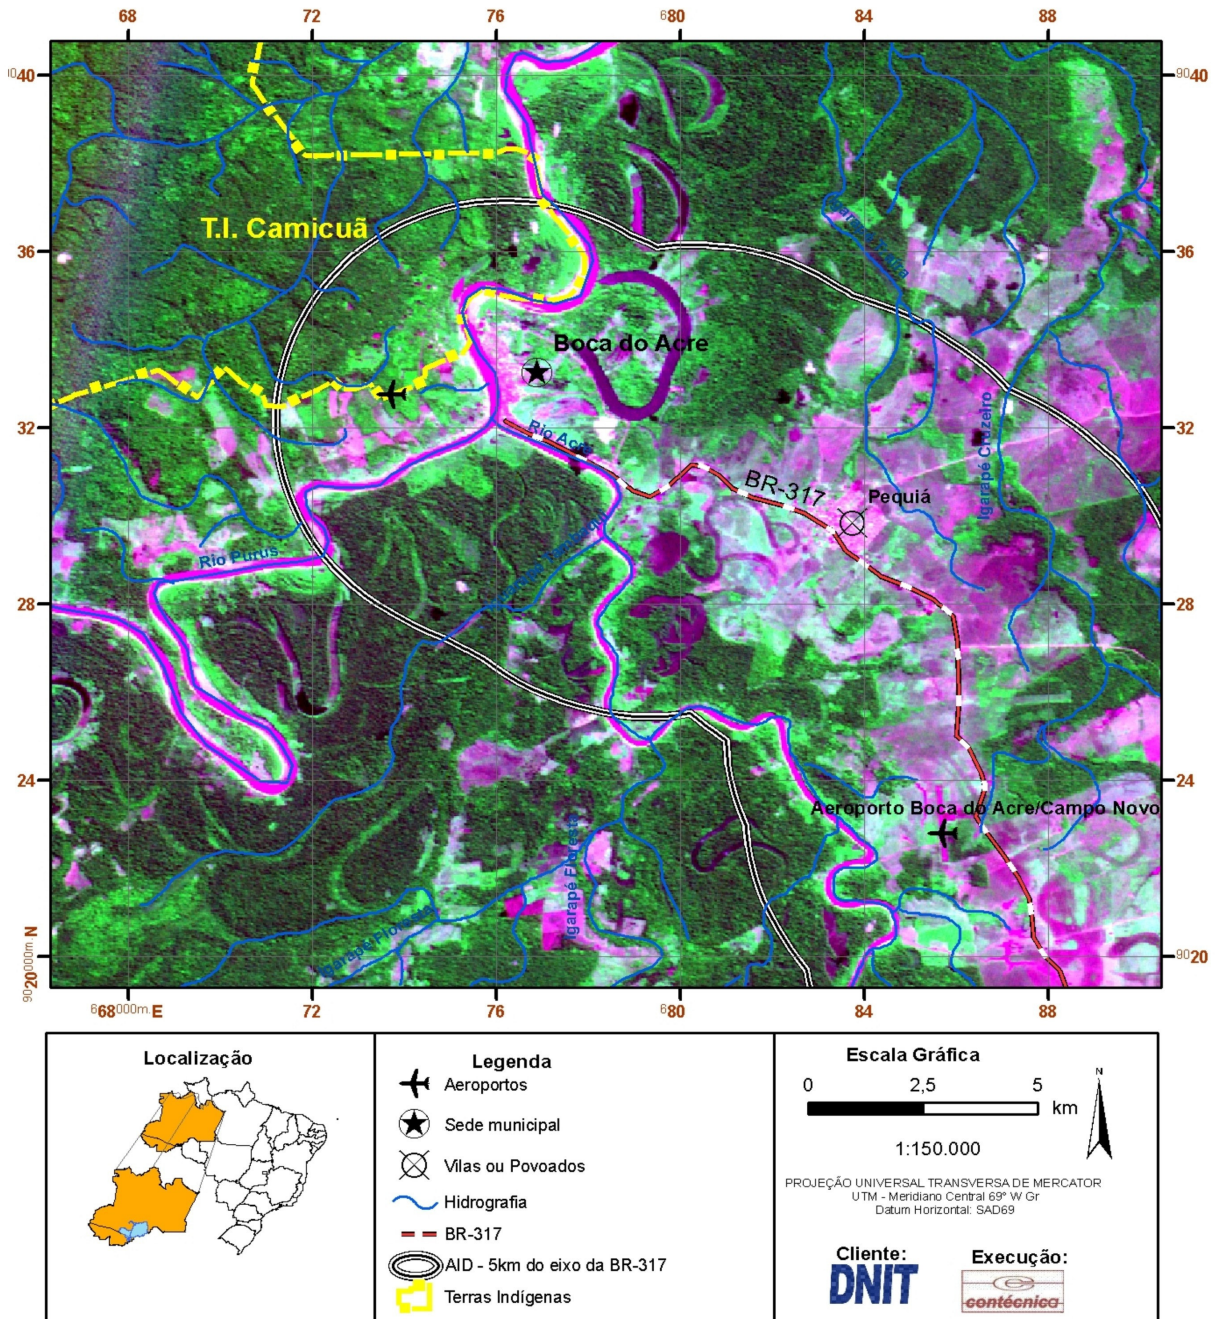 68 72 76 680 84 88
40 9040
T.I. Camicuã
36 36
Boca do Acre
32 32
Rio Acre
Igarapé Cruzeiro
BR-317
Pequiá
Rio Purus
28 28
24 24
Aeroporto Boca do Acre/Campo Novo
Igarapé Floresta
Igarapé Floresta
9020000m. N 9020
668000m. E 72 76 680 84 88
Localização
Legenda
Aeroportos
Sede municipal
Vilas ou Povoados
Hidrografia
BR-317
AID - 5km do eixo da BR-317
Terras Indígenas
Escala Gráfica
0 2,5 5
km
N
1:150.000
PROJEÇÃO UNIVERSAL TRANSVERSA DE MERCATOR
UTM - Meridiano Central 69° W Gr
Datum Horizontal: SAD69
Cliente: Execução:
DNIT
contécnica